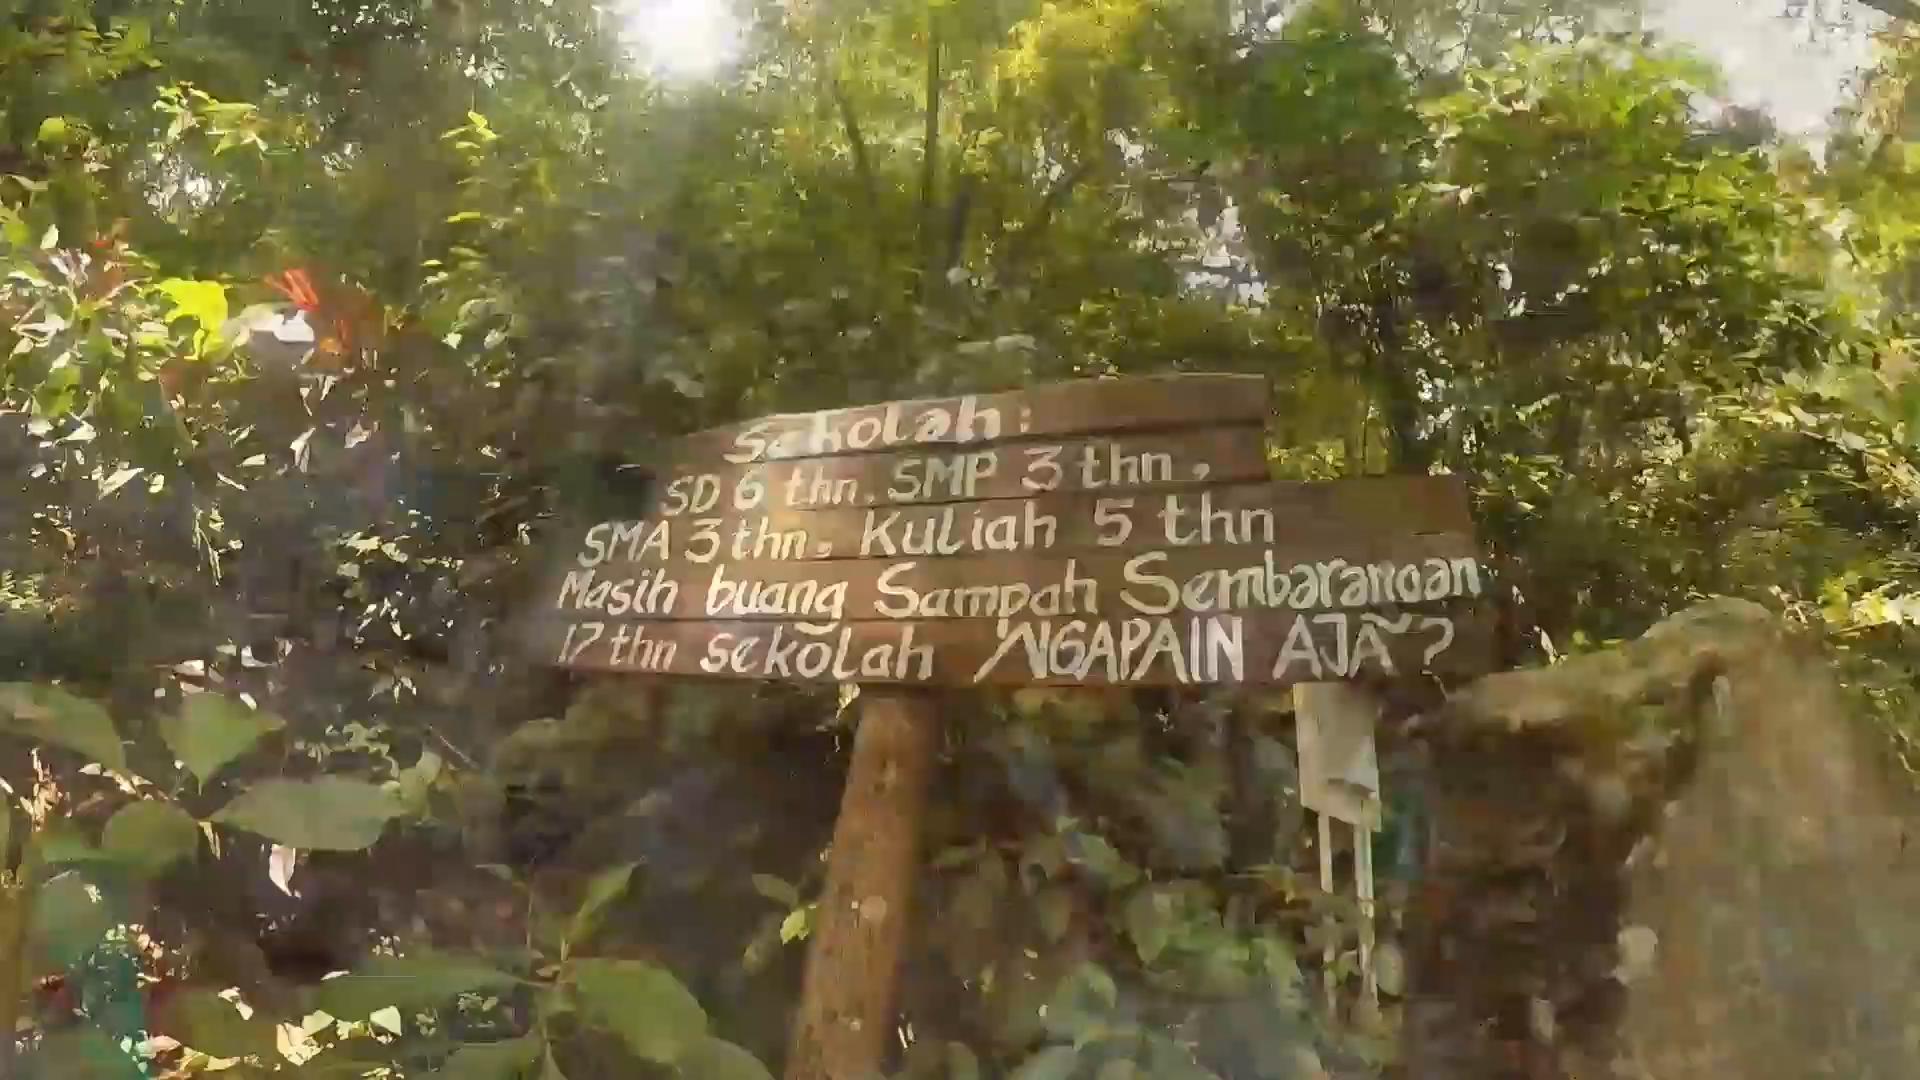 Sekolah:
SD 6 thn. SMP 3 thn,
SMA 3 thn, Kuliah 5 thn
Masih buang Sampah Sembarangan
17 thn sekolah NGAPAIN AJA?